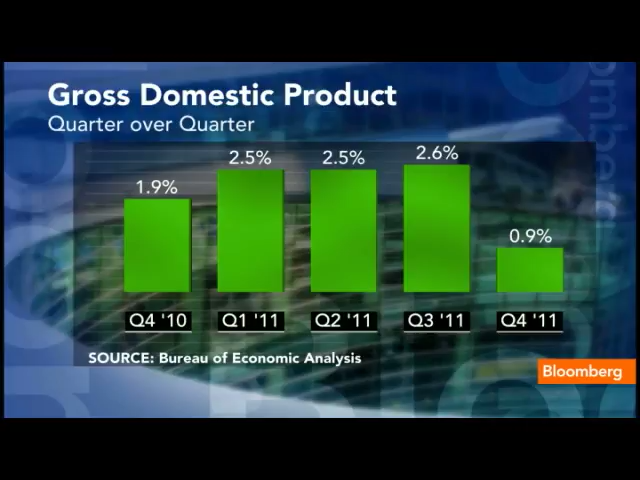 Gross Domestic Product
Quarter over Quarter
1.9%
2.5%
2.5%
2.6%
0.9%
Q4 '10
Q1 '11
Q2 '11
Q3 '11
Q4 '11
SOURCE: Bureau of Economic Analysis
Bloomberg